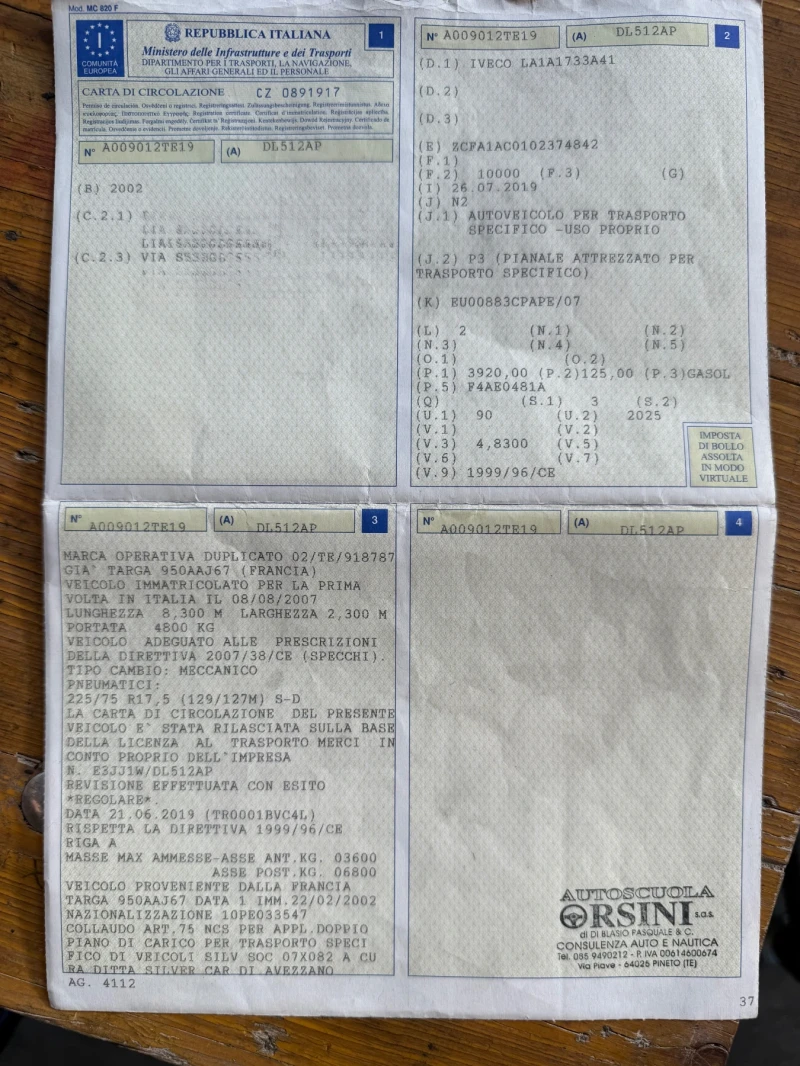 Mod. MC 820 F
I
COMUNITÀ
EUROPEA
REPUBBLICA ITALIANA
1
Ministero delle Infrastrutture e dei Trasporti
DIPARTIMENTO PER I TRASPORTI, LA NAVIGAZIONE,
GLI AFFARI GENERALI ED IL PERSONALE
CARTA DI CIRCOLAZIONE CZ 0891917
N° A009012TE19 (A) DL512AP
(B) 2002
(C.2.1)
(C.2.3) VIA
N° A009012TE19 (A) DL512AP 2
(D.1) IVECO LA1A1733A41
(D.2)
(D.3)
(E) ZCFA1AC0102374842
(F.1)
(F.2) 10000 (F.3) (G)
(I) 26.07.2019
(J) N2
(J.1) AUTOVEICOLO PER TRASPORTO
SPECIFICO -USO PROPRIO
(J.2) P3 (PIANALE ATTREZZATO PER
TRASPORTO SPECIFICO)
(K) EU00883CPAPE/07
(L) 2 (N.1) (N.2)
(N.3) (N.4) (N.5)
(O.1) (O.2)
(P.1) 3920,00 (P.2)125,00 (P.3)GASOL
(P.5) F4AE0481A
(Q) (S.1) 3 (S.2)
(U.1) 90 (U.2) 2025
(V.1) (V.2)
(V.3) 4,8300 (V.5)
(V.6) (V.7)
(V.9) 1999/96/CE
IMPOSTA
DI BOLLO
ASSOLTA
IN MODO
VIRTUALE
N° A009012TE19 (A) DL512AP 3
MARCA OPERATIVA DUPLICATO 02/TE/918787
GIA` TARGA 950AAJ67 (FRANCIA)
VEICOLO IMMATRICOLATO PER LA PRIMA
VOLTA IN ITALIA IL 08/08/2007
LUNGHEZZA 8,300 M LARGHEZZA 2,300 M
PORTATA 4800 KG
VEICOLO ADEGUATO ALLE PRESCRIZIONI
DELLA DIRETTIVA 2007/38/CE (SPECCHI).
TIPO CAMBIO: MECCANICO
PNEUMATICI:
225/75 R17,5 (129/127M) S-D
LA CARTA DI CIRCOLAZIONE DEL PRESENTE
VEICOLO E` STATA RILASCIATA SULLA BASE
DELLA LICENZA AL TRASPORTO MERCI IN
CONTO PROPRIO DELL`IMPRESA
N. E3JJ1W/DL512AP
REVISIONE EFFETTUATA CON ESITO
*REGOLARE*.
DATA 21.06.2019 (TR0001BVC4L)
RISPETTA LA DIRETTIVA 1999/96/CE
RIGA A
MASSE MAX AMMESSE-ASSE ANT.KG. 03600
ASSE POST.KG. 06800
VEICOLO PROVENIENTE DALLA FRANCIA
TARGA 950AAJ67 DATA 1 IMM.22/02/2002
NAZIONALIZZAZIONE 10PE033547
COLLAUDO ART.75 NCS PER APPL.DOPPIO
PIANO DI CARICO PER TRASPORTO SPECI
FICO DI VEICOLI SILV SOC 07X082 A CU
RA DITTA SILVER CAR DI AVEZZANO
AG. 4112
N° A009012TE19 (A) DL512AP 4
AUTOSCUOLA
ORSINI s.a.s.
di DI BLASIO PASQUALE & C.
CONSULENZA AUTO E NAUTICA
Tel. 085 9490212 - P. IVA 00614600674
Via Piave - 64025 PINETO (TE)
37